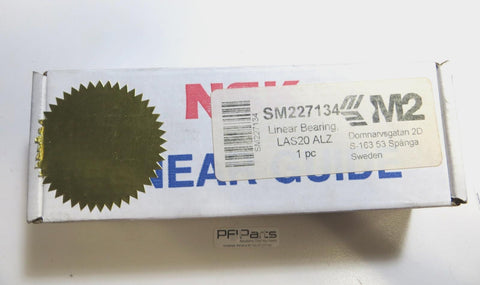 NSK
SM227134
SM227134
M2
Linear Bearing,
LAS20 ALZ
1 pc
Domnarvsgatan 2D
S-163 53 Spånga
Sweden
NEAR GUIDE
PF Parts